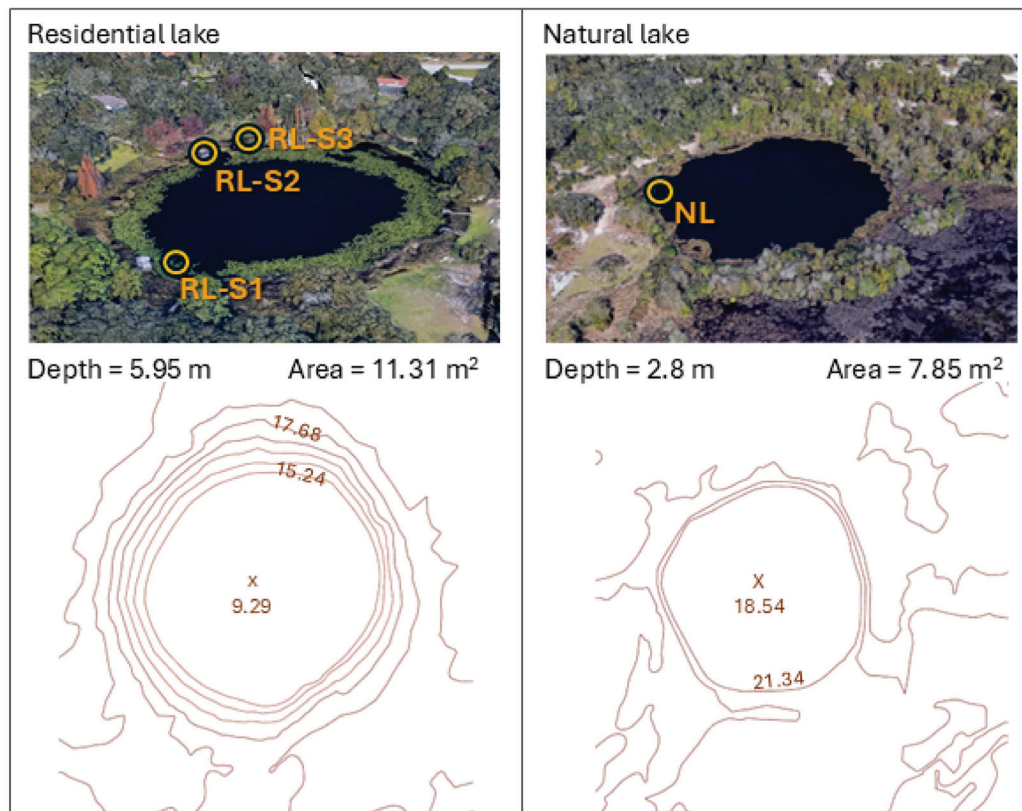 Residential lake
RL-S3
RL-S2
RL-S1
Depth = 5.95 m Area = 11.31 m²
17.68
15.24
x
9.29
Natural lake
NL
Depth = 2.8 m Area = 7.85 m²
X
18.54
21.34